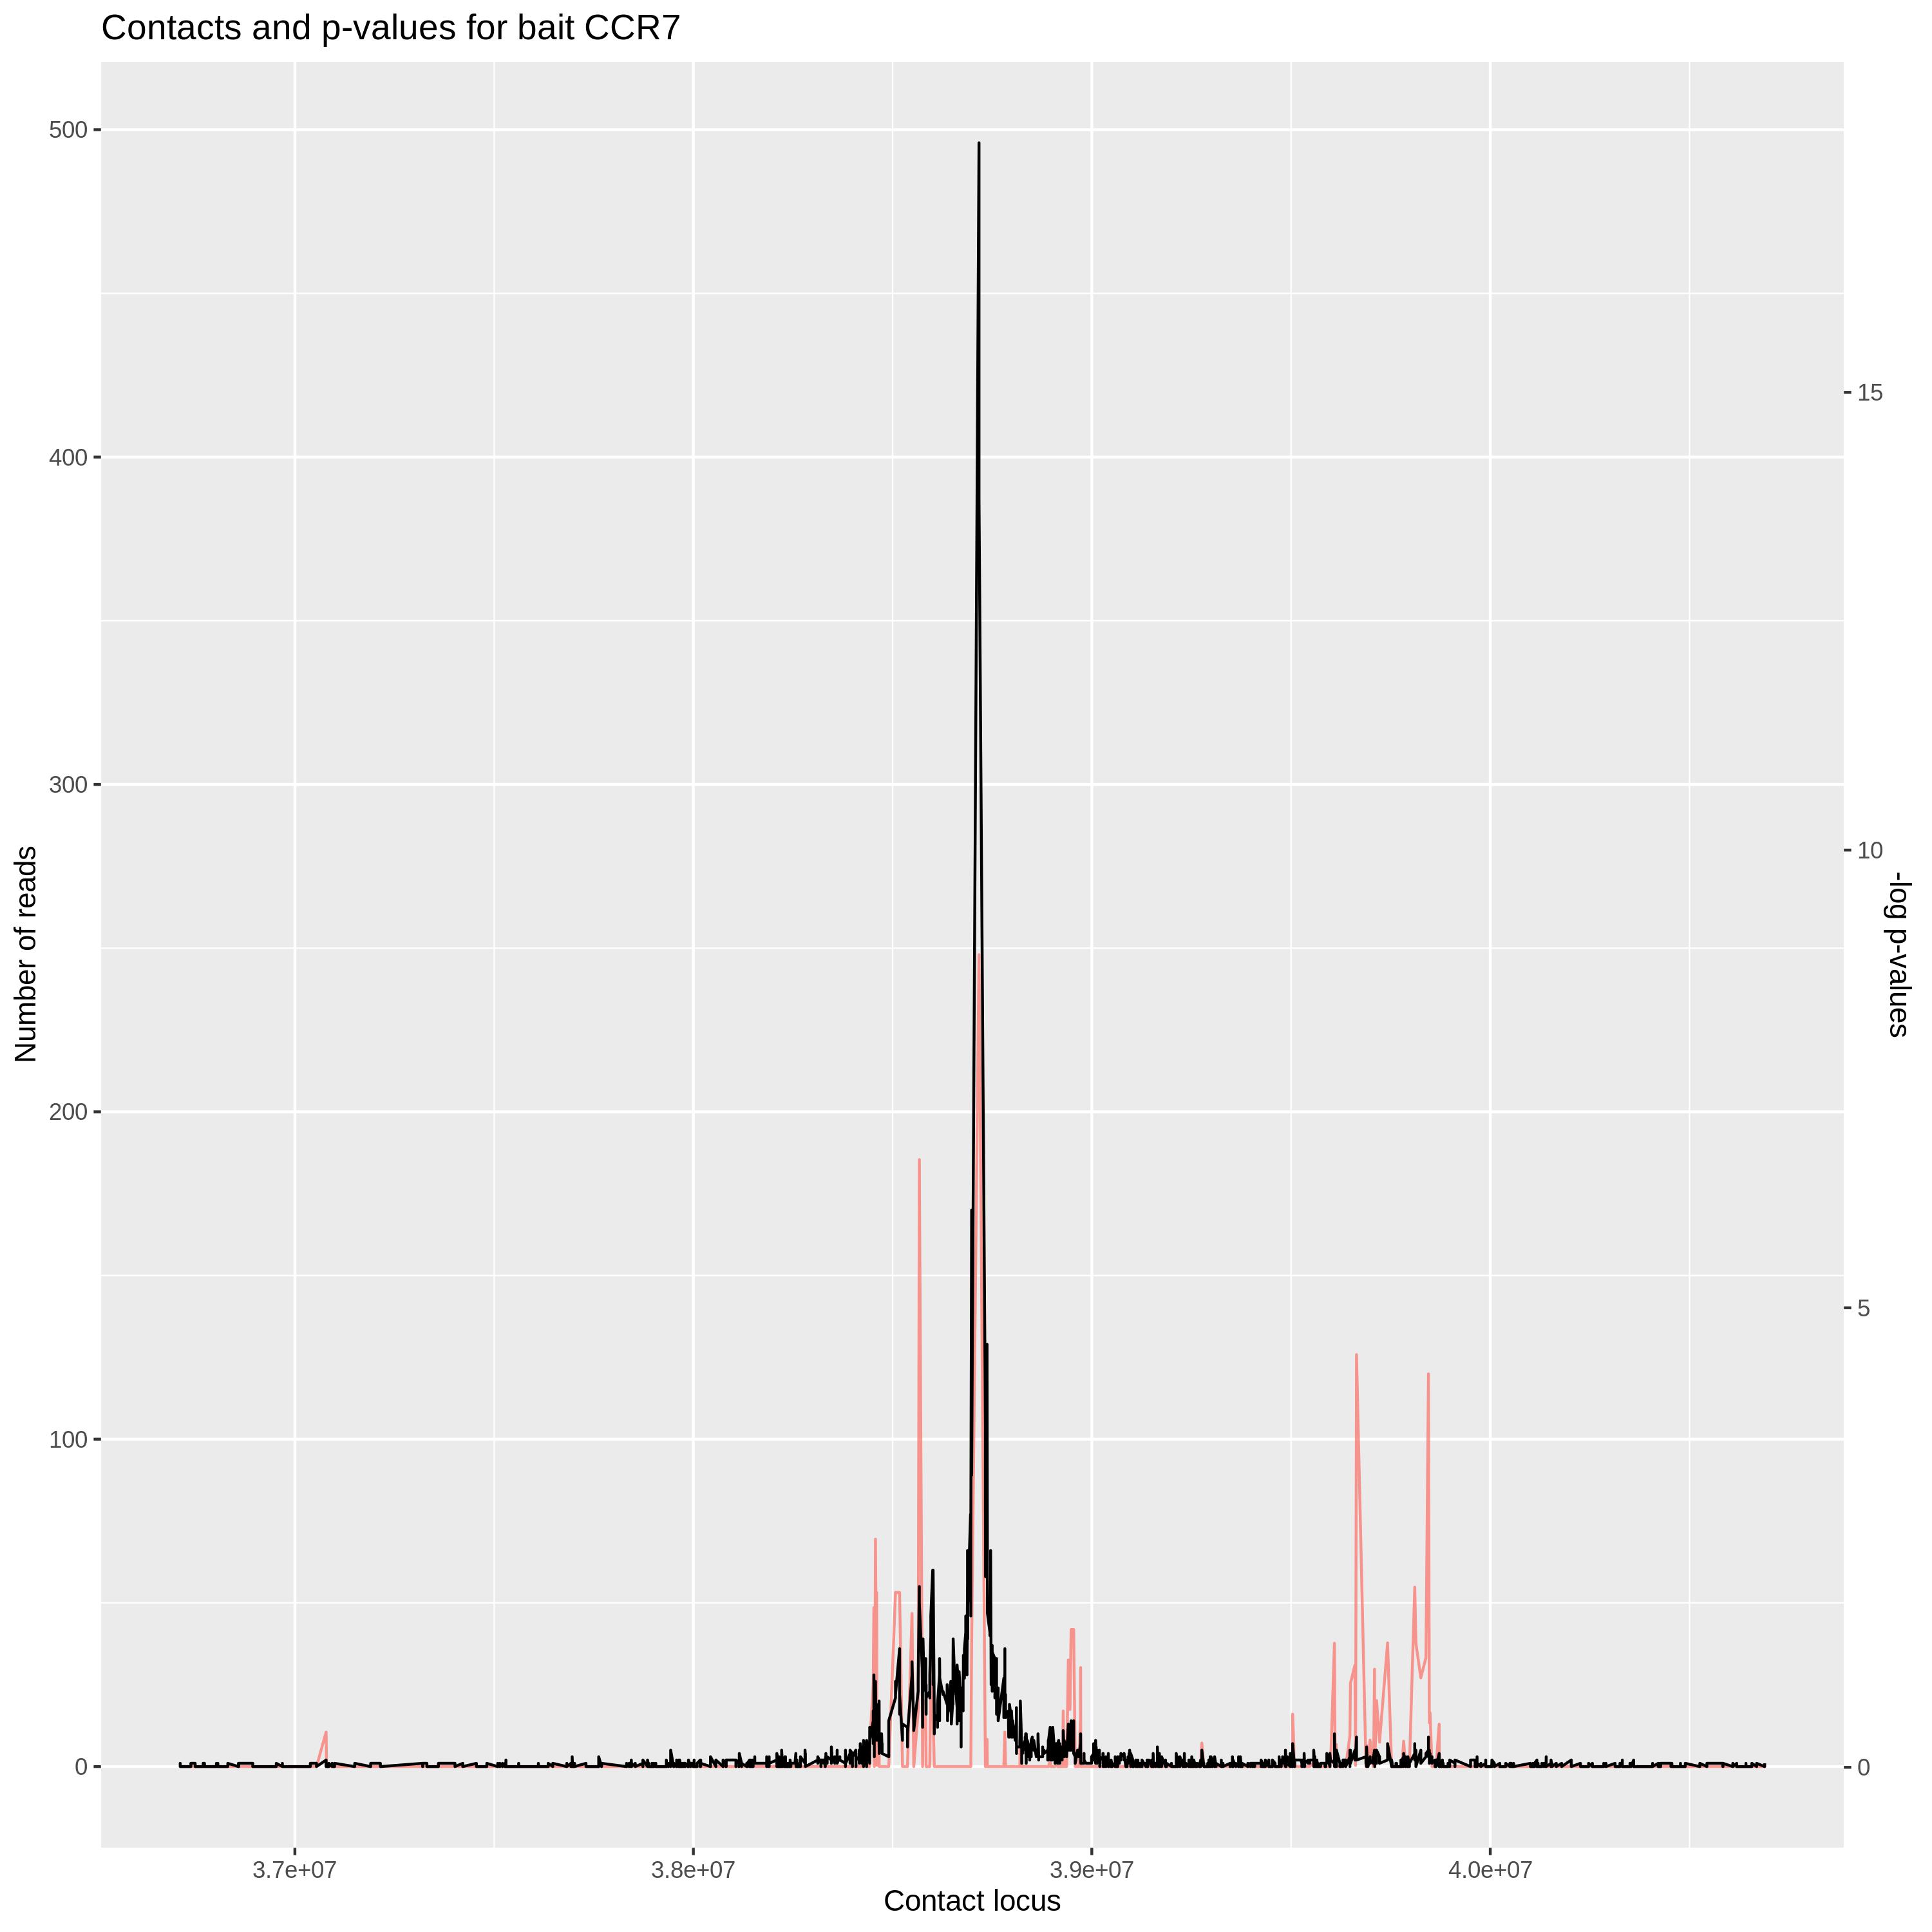 Contacts and p-values for bait CCR7
500
400
300
200
100
0
Number of reads
15
10
5
0
-log p-values
3.7e+07
3.8e+07
3.9e+07
4.0e+07
Contact locus